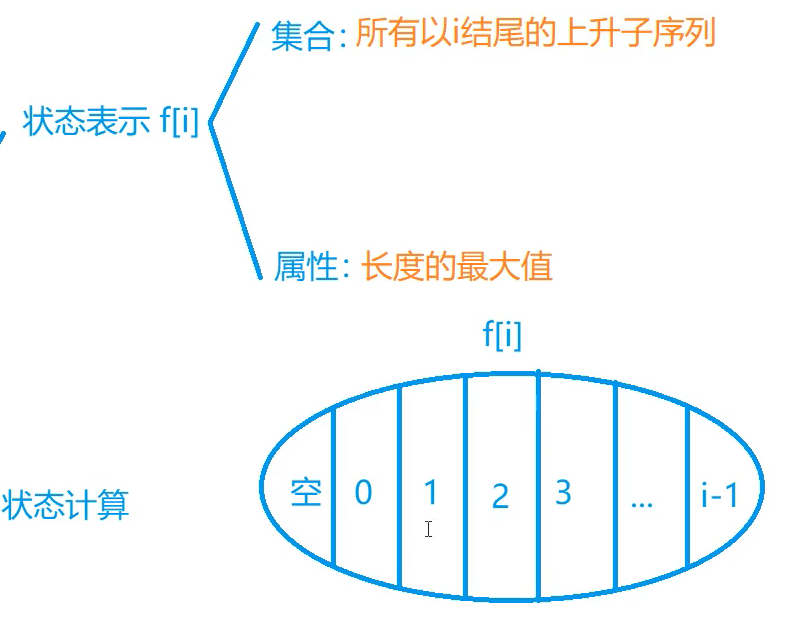 集合：所有以i结尾的上升子序列
状态表示 f[i]
属性：长度的最大值
f[i]
状态计算
空 0 1 2 3 ... i-1